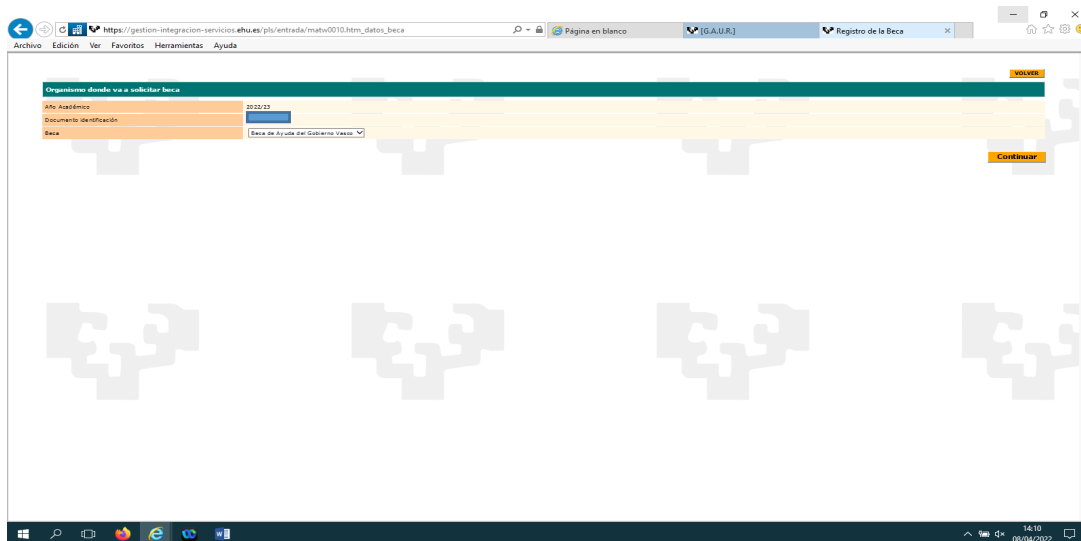 https://gestion-integracion-servicios.ehu.es/pls/entrada/matw0010.htm_datos_beca
Página en blanco
[G.A.U.R.]
Registro de la Beca
Archivo Edición Ver Favoritos Herramientas Ayuda
VOLVER
Organismo donde va a solicitar beca
Año Académico 2022/23
Documento identificación
Beca Beca de Ayuda del Gobierno Vasco
Continuar
14:10
08/04/2022